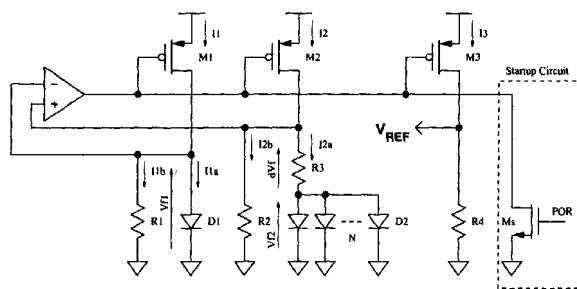 I1
I2
I3
M1
M2
M3
Startup Circuit
-
+
VREF
I1b
I1a
I2b
I2a
dVf
R3
Vf1
R1
D1
R2
Vf2
N
D2
R4
Ms
POR